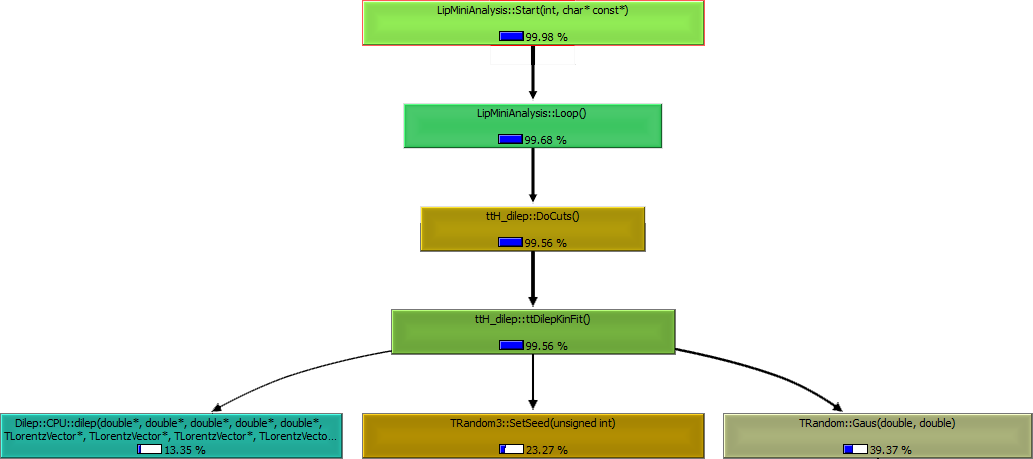 LipMiniAnalysis::Start(int, char* const*)
99.98 %
LipMiniAnalysis::Loop()
99.68 %
ttH_dilep::DoCuts()
99.56 %
ttH_dilep::ttDilepKinFit()
99.56 %
Dilep::CPU::dilep(double*, double*, double*, double*, double*,
TLorentzVector*, TLorentzVector*, TLorentzVector*, TLorentzVecto...
13.35 %
TRandom3::SetSeed(unsigned int)
23.27 %
TRandom::Gaus(double, double)
39.37 %